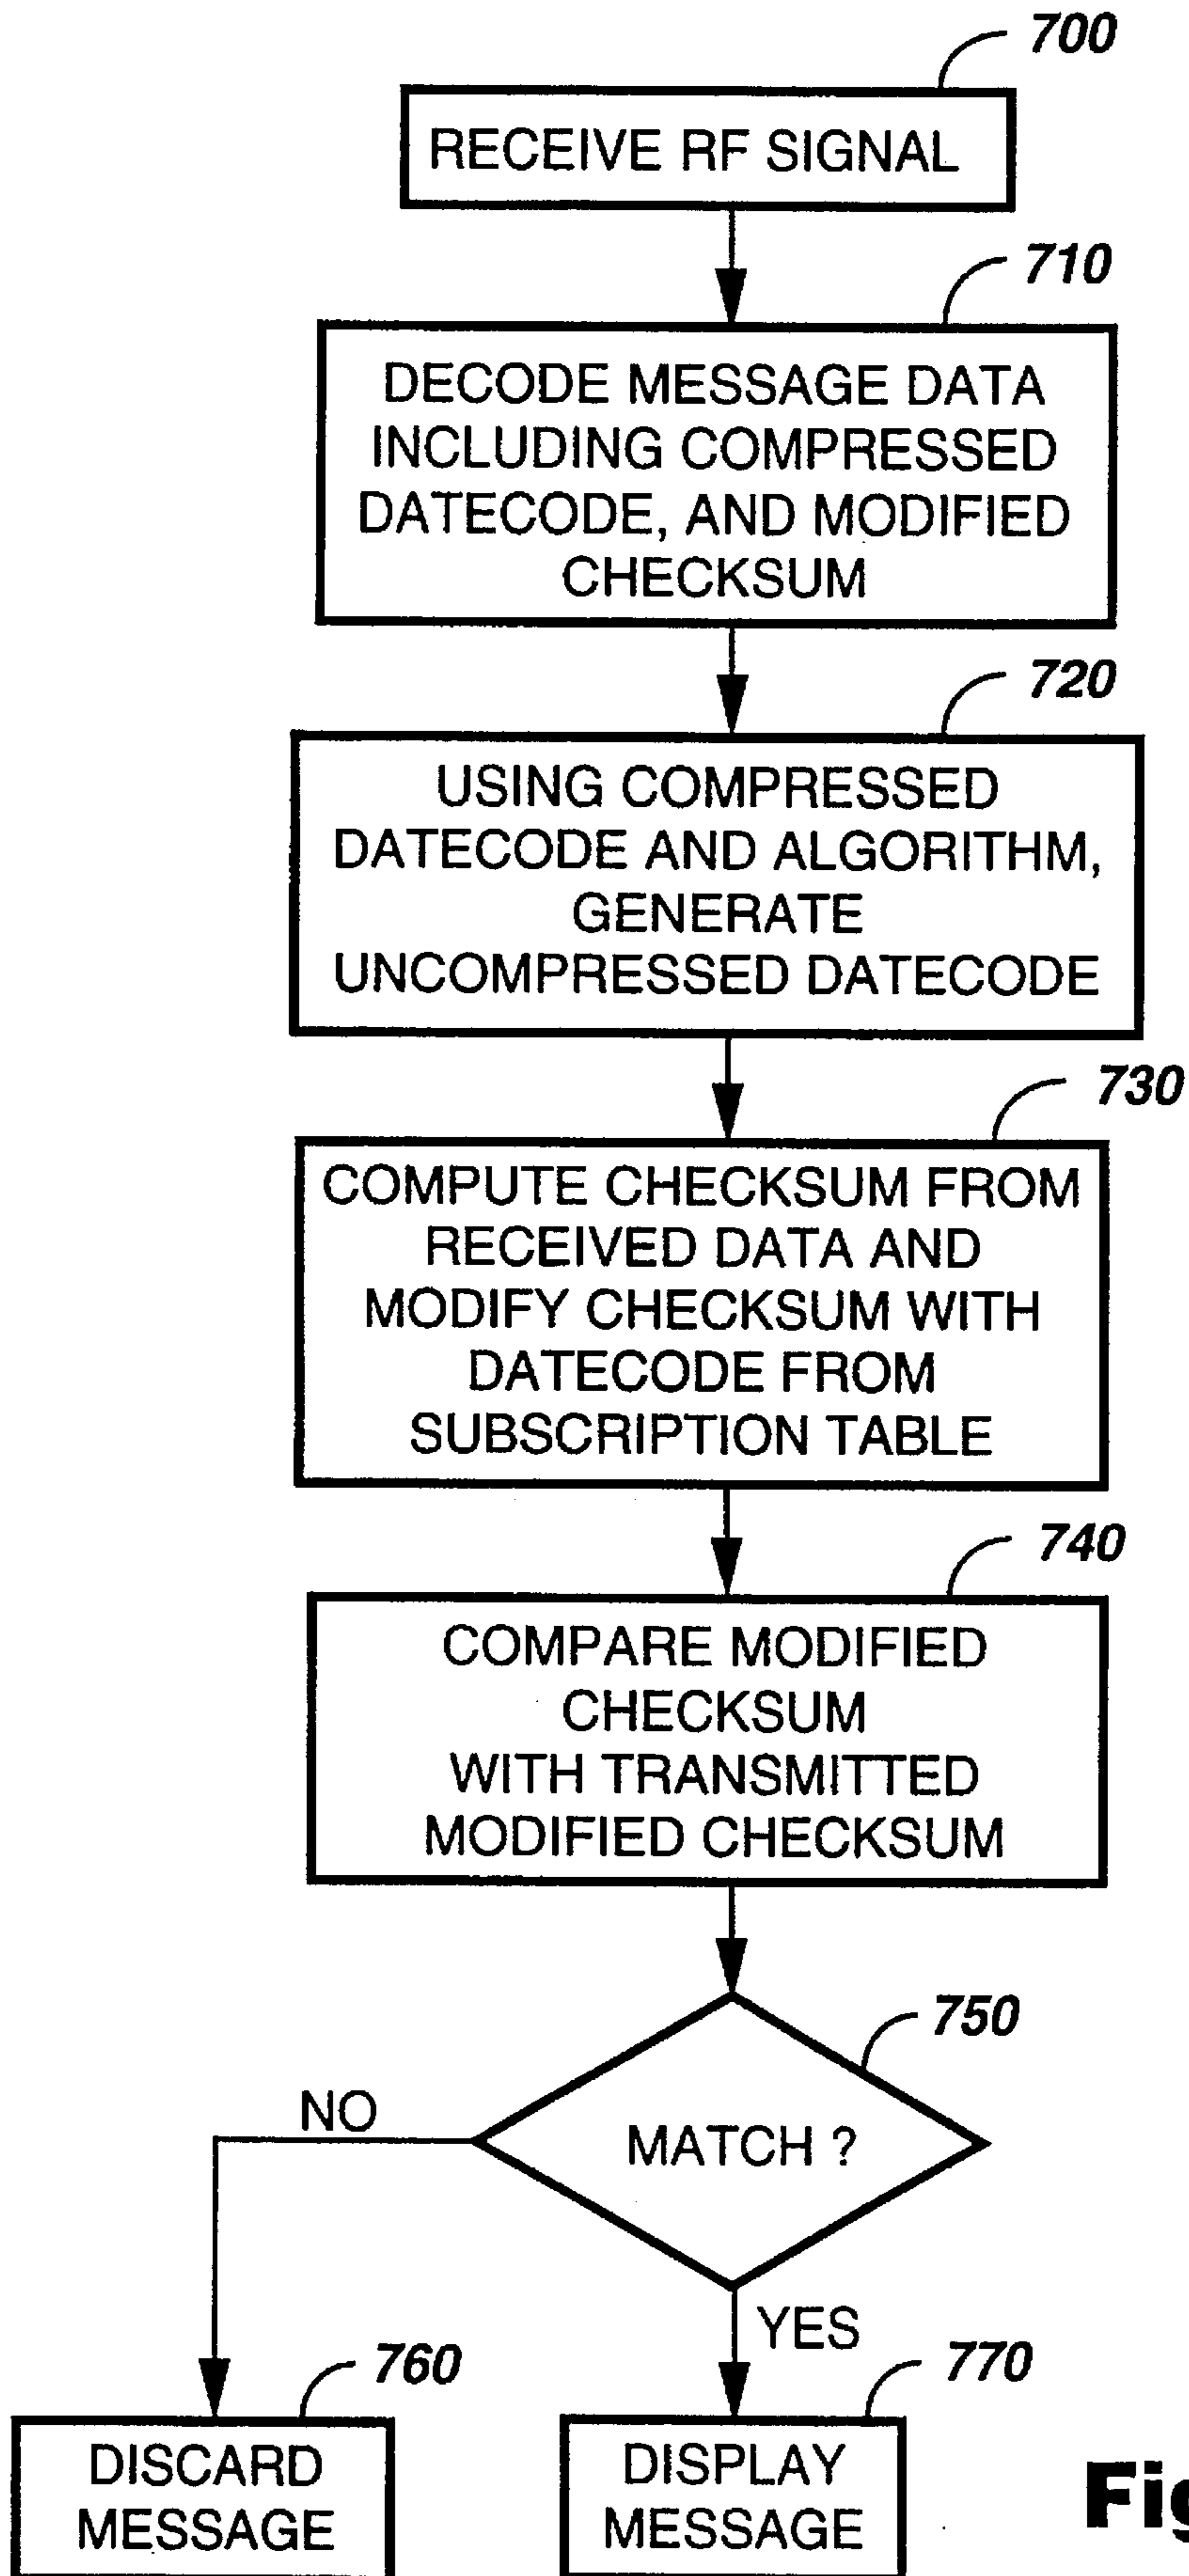 700
RECEIVE RF SIGNAL
710
DECODE MESSAGE DATA
INCLUDING COMPRESSED
DATECODE, AND MODIFIED
CHECKSUM
720
USING COMPRESSED
DATECODE AND ALGORITHM,
GENERATE
UNCOMPRESSED DATECODE
730
COMPUTE CHECKSUM FROM
RECEIVED DATA AND
MODIFY CHECKSUM WITH
DATECODE FROM
SUBSCRIPTION TABLE
740
COMPARE MODIFIED
CHECKSUM
WITH TRANSMITTED
MODIFIED CHECKSUM
750
MATCH ?
NO
YES
760
DISCARD
MESSAGE
770
DISPLAY
MESSAGE